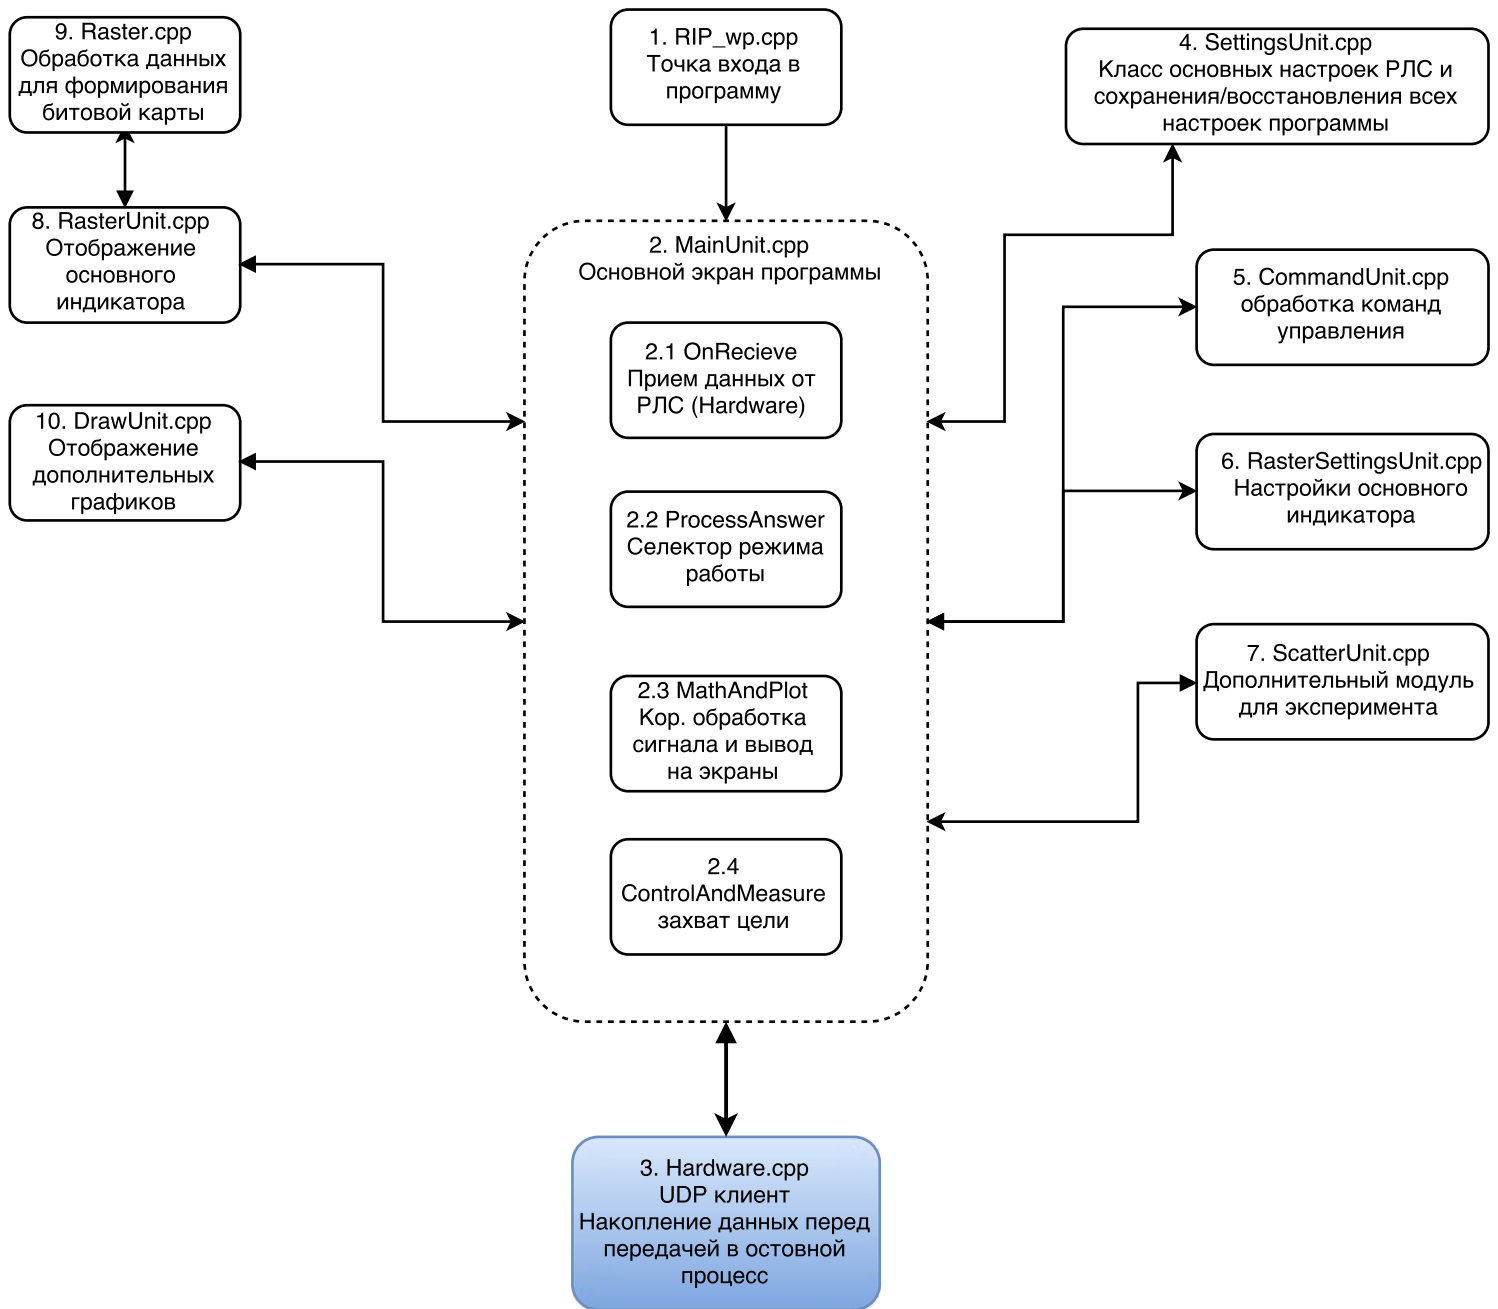 9. Raster.cpp
Обработка данных
для формирования
битовой карты
1. RIP_wp.cpp
Точка входа в
программу
4. SettingsUnit.cpp
Класс основных настроек РЛС и
сохранения/восстановления всех
настроек программы
8. RasterUnit.cpp
Отображение
основного
индикатора
2. MainUnit.cpp
Основной экран программы
5. CommandUnit.cpp
обработка команд
управления
2.1 OnRecieve
Прием данных от
РЛС (Hardware)
10. DrawUnit.cpp
Отображение
дополнительных
графиков
6. RasterSettingsUnit.cpp
Настройки основного
индикатора
2.2 ProcessAnswer
Селектор режима
работы
7. ScatterUnit.cpp
Дополнительный модуль
для эксперимента
2.3 MathAndPlot
Кор. обработка
сигнала и вывод
на экраны
2.4
ControlAndMeasure
захват цели
3. Hardware.cpp
UDP клиент
Накопление данных перед
передачей в остовной
процесс